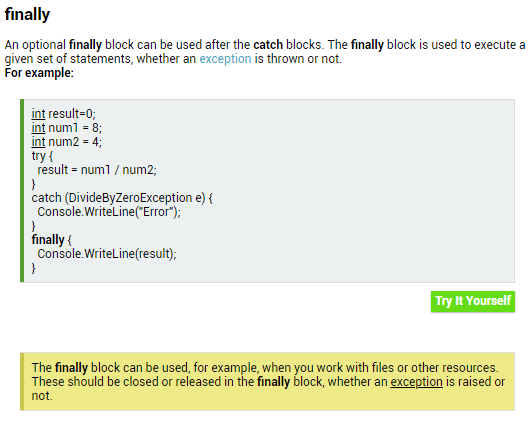 finally
An optional finally block can be used after the catch blocks. The finally block is used to execute a
given set of statements, whether an exception is thrown or not.
For example:
int result=0;
int num1 = 8;
int num2 = 4;
try {
  result = num1 / num2;
}
catch (DivideByZeroException e) {
  Console.WriteLine("Error");
}
finally {
  Console.WriteLine(result);
}
Try It Yourself
The finally block can be used, for example, when you work with files or other resources.
These should be closed or released in the finally block, whether an exception is raised or
not.